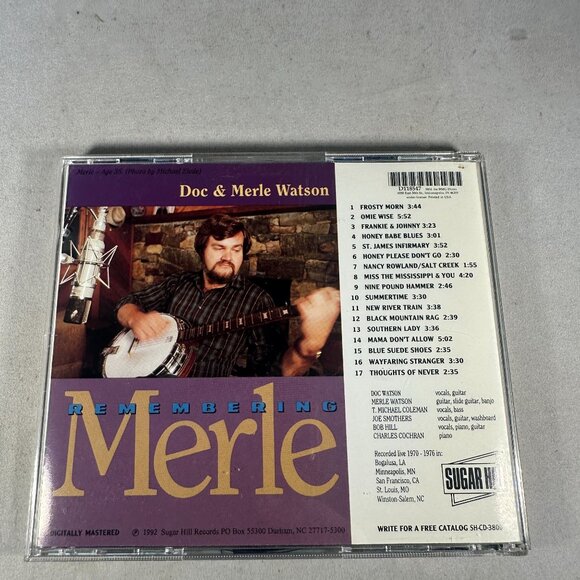 Merle – Age 35. (Photo by Michael
Doc & Merle Watson
REMEMBERING
Merle
DIGITALLY MASTERED
℗ 1992 Sugar Hill Records PO Box 55300 Durham, NC 27717-5300
D118547
1 FROSTY MORN 3:44
2 OMIE WISE 5:52
3 FRANKIE & JOHNNY 3:23
4 HONEY BABE BLUES 3:01
5 ST. JAMES INFIRMARY 3:52
6 HONEY PLEASE DON'T GO 2:30
7 NANCY ROWLAND/SALT CREEK 1:55
8 MISS THE MISSISSIPPI & YOU 4:20
9 NINE POUND HAMMER 2:46
10 SUMMERTIME 3:30
11 NEW RIVER TRAIN 3:38
12 BLACK MOUNTAIN RAG 2:39
13 SOUTHERN LADY 3:36
14 MAMA DON'T ALLOW 5:02
15 BLUE SUEDE SHOES 2:35
16 WAYFARING STRANGER 3:30
17 THOUGHTS OF NEVER 2:35
DOC WATSON vocals, guitar
MERLE WATSON guitar, slide guitar, banjo
T. MICHAEL COLEMAN vocals, bass
JOE SMOTHERS vocals, guitar, washboard
BOB HILL vocals, piano, guitar
CHARLES COCHRAN piano
Recorded live 1970 - 1976 in:
Bogalusa, LA
Minneapolis, MN
San Francisco, CA
St. Louis, MO
Winston-Salem, NC
SUGAR
WRITE FOR A FREE CATALOG SH-CD-380